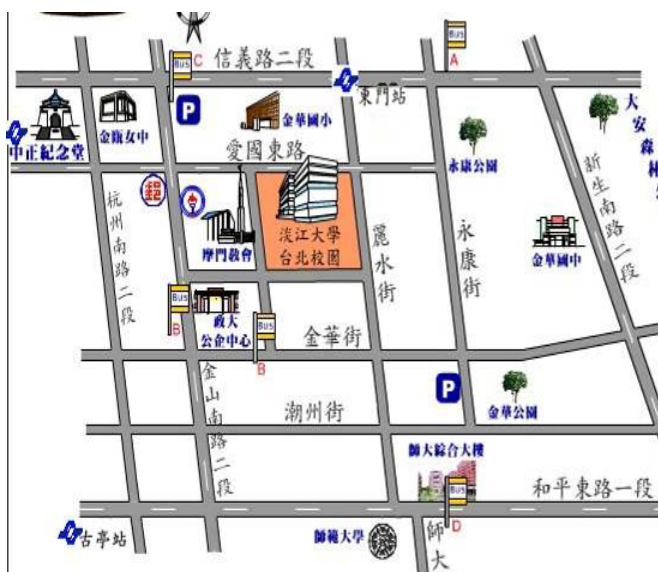 Bus
A
Bus
C
信義路二段
東門站
P
金華國小
金甌女中
中正紀念堂
大安森林公
愛國東路
永康公園
新生南路二段
郵
杭州南路二段
摩門教會
淡江大學
台北校園
麗水街
永康街
金華國中
Bus
B
政大
公企中心
Bus
B
金華街
金山南路二段
P
金華公園
潮州街
師大綜合大樓
Bus
D
和平東路一段
古亭站
師範大學
師大